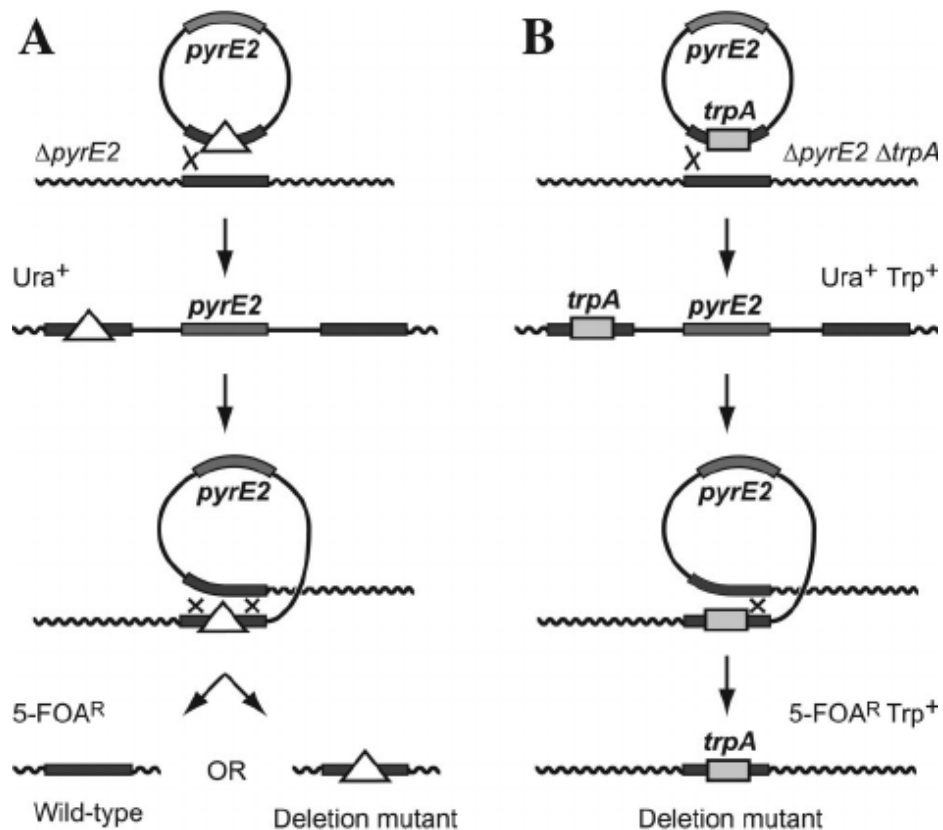 A
pyrE2
ΔpyrE2
Ura+
pyrE2
pyrE2
5-FOAR
OR
Wild-type
Deletion mutant
B
pyrE2
trpA
ΔpyrE2 ΔtrpA
Ura+ Trp+
trpA
pyrE2
pyrE2
5-FOAR Trp+
trpA
Deletion mutant